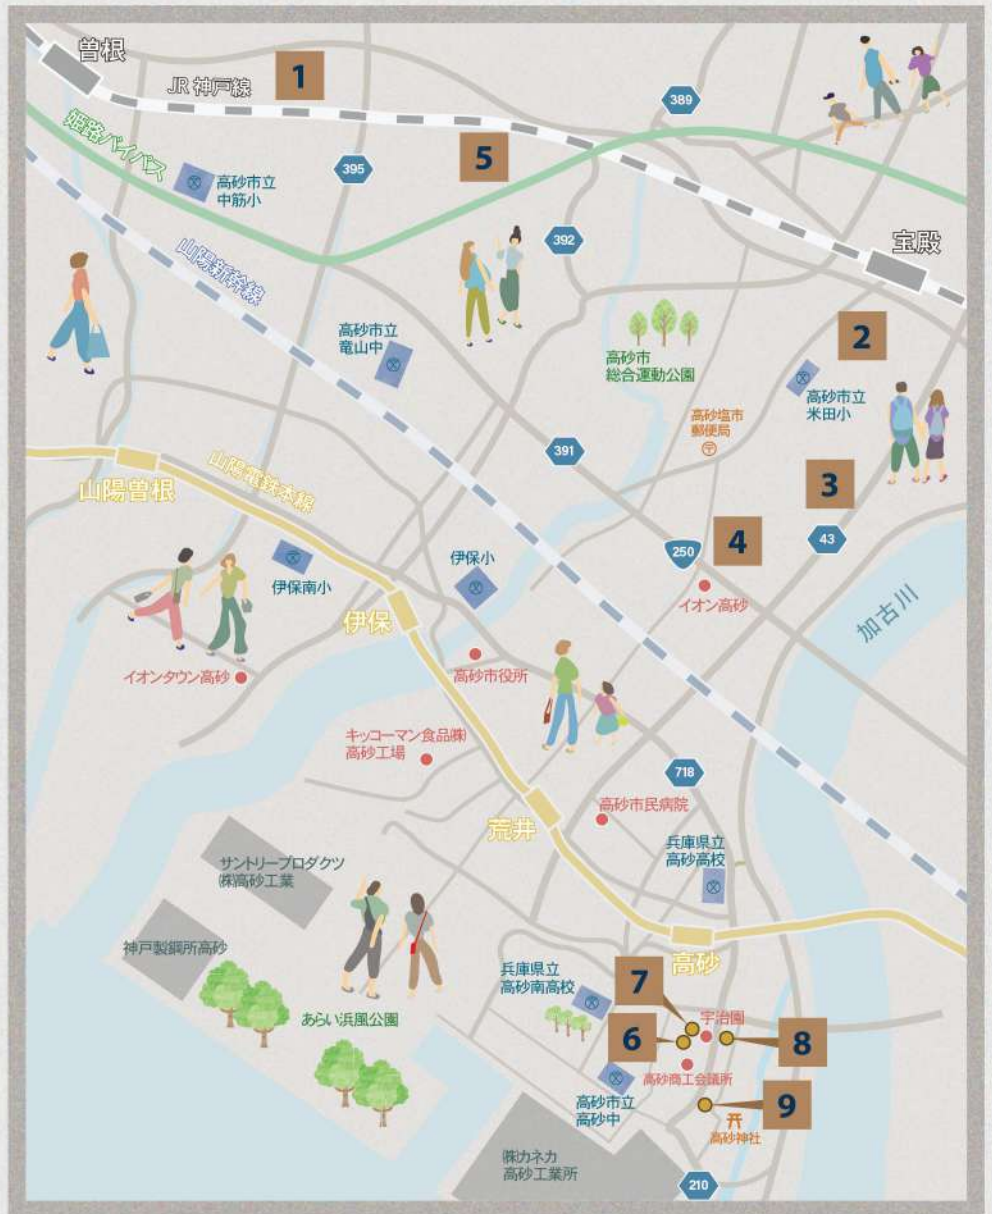 曽根
JR 神戸線
1
389
姫路バイパス
5
395
高砂市立
中筋小
392
宝殿
山陽新幹線
高砂市立
竜山中
2
高砂市
総合運動公園
高砂市立
米田小
高砂塩市
郵便局
391
山陽電鉄本線
山陽曽根
3
43
4
250
伊保南小
伊保小
イオン高砂
加古川
伊保
イオンタウン高砂
高砂市役所
キッコーマン食品㈱
高砂工場
718
高砂市民病院
荒井
兵庫県立
高砂高校
サントリープロダクツ
㈱高砂工業
神戸製鋼所高砂
高砂
兵庫県立
高砂南高校
7
あらい浜風公園
宇治園
6
8
高砂商工会議所
高砂市立
高砂中
9
高砂神社
㈱カネカ
高砂工業所
210